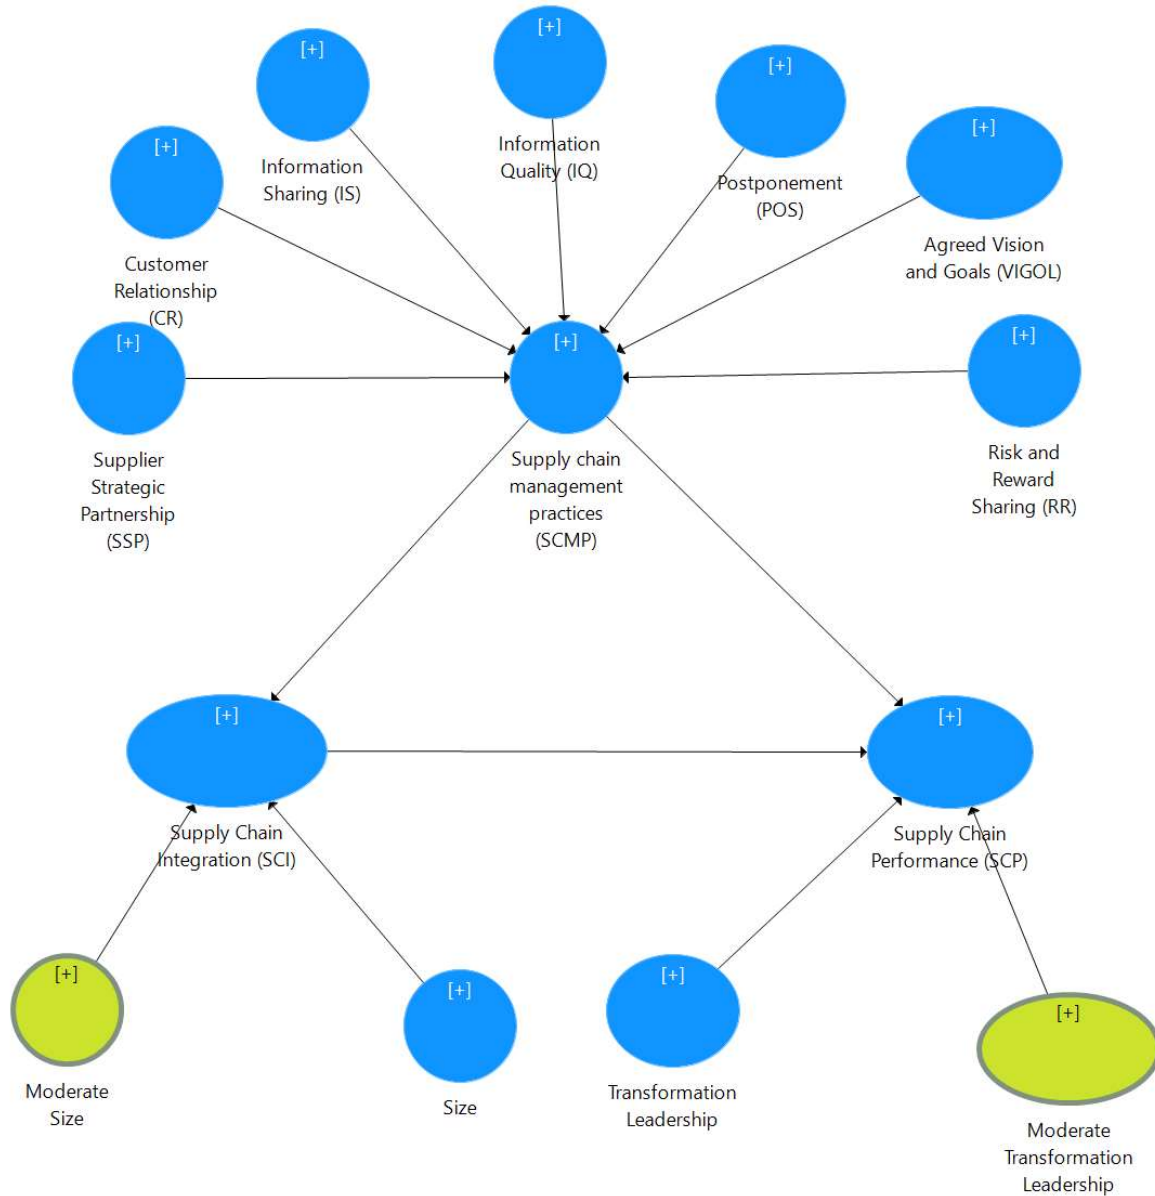 [+]
Information
Sharing (IS)
[+]
Information
Quality (IQ)
[+]
Postponement
(POS)
[+]
Agreed Vision
and Goals (VIGOL)
[+]
Customer
Relationship
(CR)
[+]
Supplier
Strategic
Partnership
(SSP)
[+]
Supply chain
management
practices
(SCMP)
[+]
Risk and
Reward
Sharing (RR)
[+]
Supply Chain
Integration (SCI)
[+]
Supply Chain
Performance (SCP)
[+]
Moderate
Size
[+]
Size
[+]
Transformation
Leadership
[+]
Moderate
Transformation
Leadership